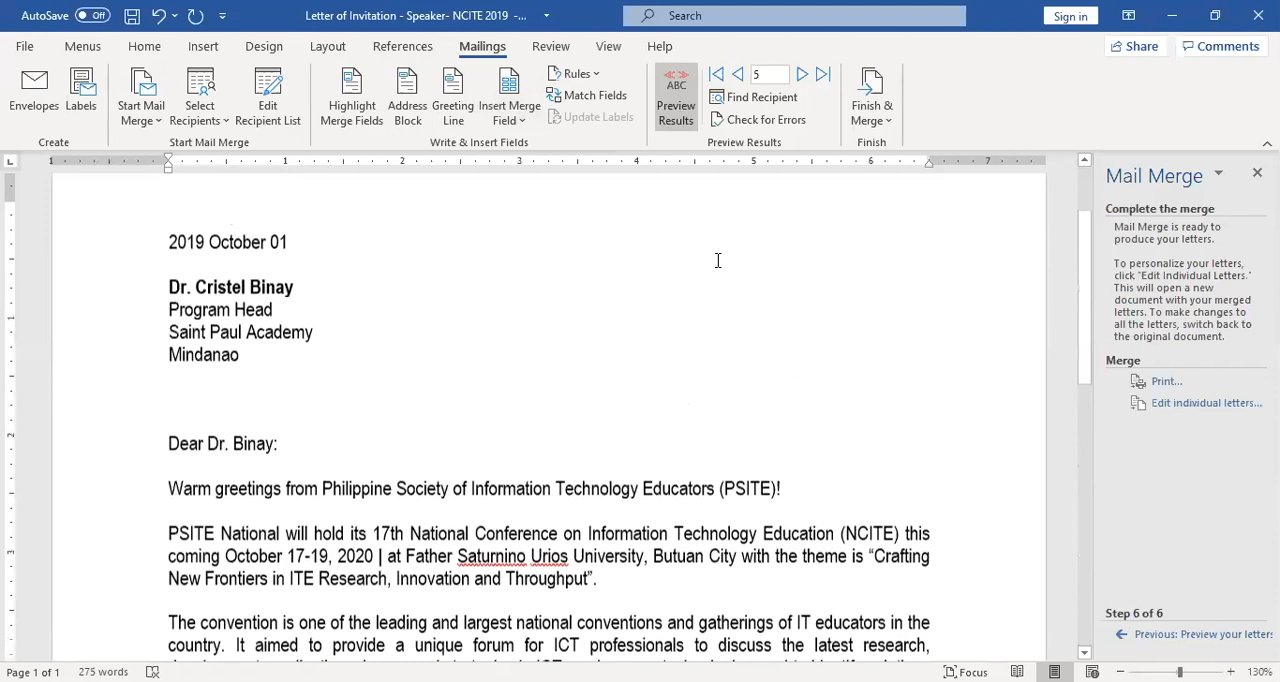 AutoSave Off Letter of Invitation - Speaker- NCITE 2019 -... Search Sign in
File Menus Home Insert Design Layout References Mailings Review View Help Share Comments
Envelopes Labels Start Mail Merge Select Recipients Edit Recipient List Highlight Merge Fields Address Block Greeting Line Insert Merge Field Rules Match Fields Update Labels ABC Preview Results 5 Find Recipient Check for Errors Finish & Merge
Create Start Mail Merge Write & Insert Fields Preview Results Finish
1 1 2 3 4 5 6 7
2019 October 01
Dr. Cristel Binay
Program Head
Saint Paul Academy
Mindanao
Dear Dr. Binay:
Warm greetings from Philippine Society of Information Technology Educators (PSITE)!
PSITE National will hold its 17th National Conference on Information Technology Education (NCITE) this
coming October 17-19, 2020 | at Father Saturnino Urios University, Butuan City with the theme is “Crafting
New Frontiers in ITE Research, Innovation and Throughput”.
The convention is one of the leading and largest national conventions and gatherings of IT educators in the
country. It aimed to provide a unique forum for ICT professionals to discuss the latest research,
Mail Merge
Complete the merge
Mail Merge is ready to
produce your letters.
To personalize your letters,
click "Edit Individual Letters."
This will open a new
document with your merged
letters. To make changes to
all the letters, switch back to
the original document.
Merge
Print...
Edit individual letters...
Step 6 of 6
Previous: Preview your letters
Page 1 of 1 275 words Focus 130%